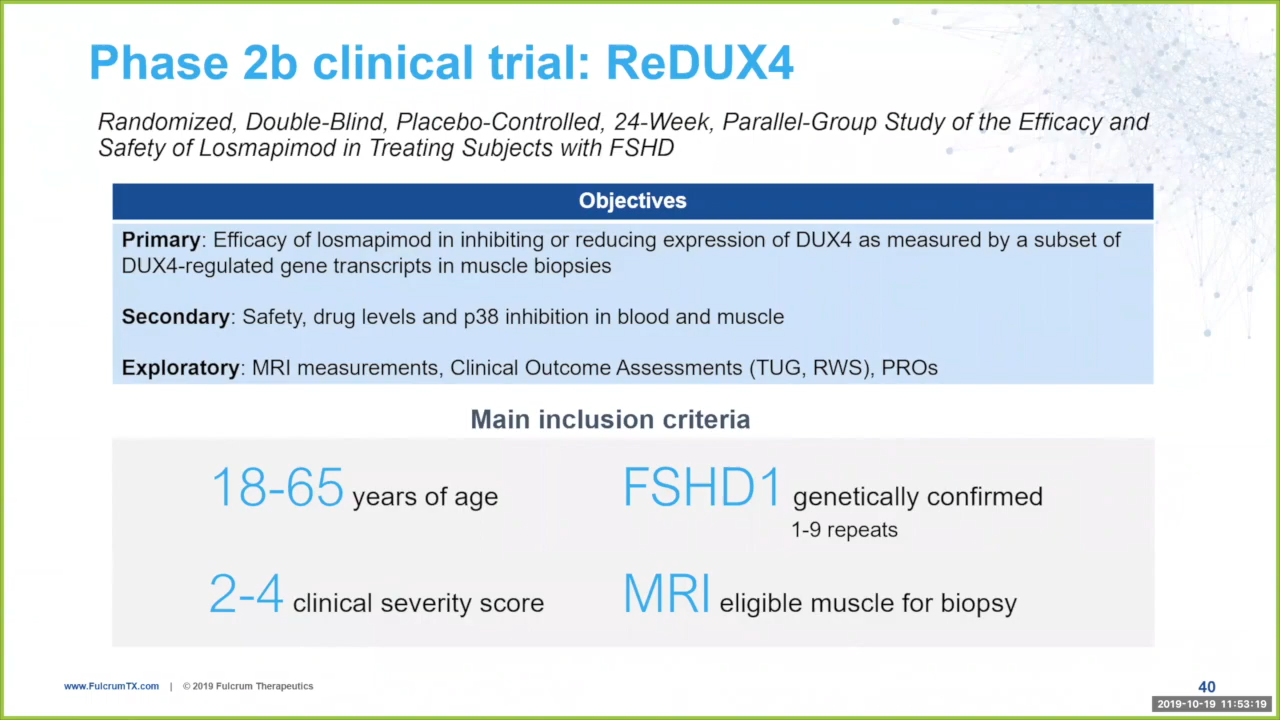 Phase 2b clinical trial: ReDUX4
Randomized, Double-Blind, Placebo-Controlled, 24-Week, Parallel-Group Study of the Efficacy and
Safety of Losmapimod in Treating Subjects with FSHD
Objectives
Primary: Efficacy of losmapimod in inhibiting or reducing expression of DUX4 as measured by a subset of
DUX4-regulated gene transcripts in muscle biopsies
Secondary: Safety, drug levels and p38 inhibition in blood and muscle
Exploratory: MRI measurements, Clinical Outcome Assessments (TUG, RWS), PROs
Main inclusion criteria
18-65 years of age
FSHD1 genetically confirmed
1-9 repeats
2-4 clinical severity score
MRI eligible muscle for biopsy
www.FulcrumTX.com | © 2019 Fulcrum Therapeutics
40
2019-10-19 11:53:19